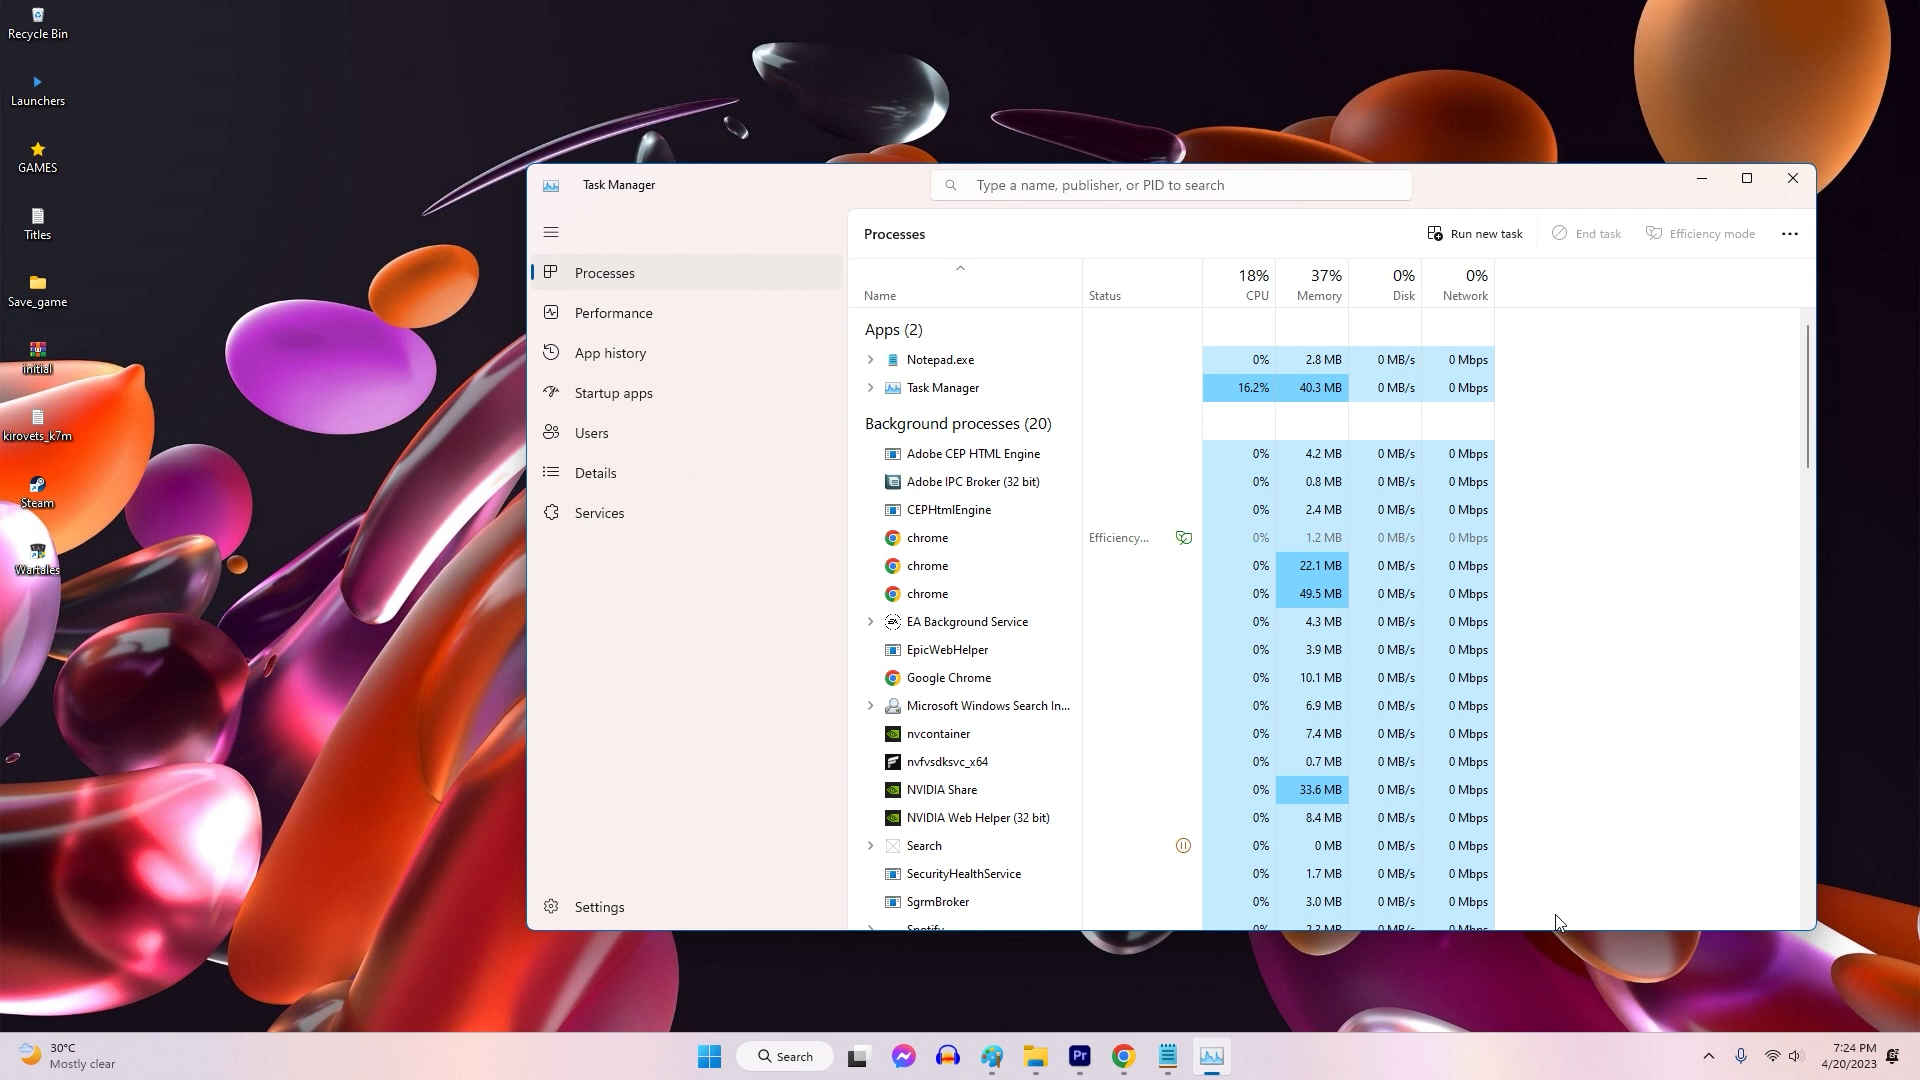 Recycle Bin
Launchers
GAMES
Titles
Save_game
initial
kirovets_k7m
Steam
Wartales
Task Manager
Type a name, publisher, or PID to search
Processes
Performance
App history
Startup apps
Users
Details
Services
Settings
Processes
Run new task
End task
Efficiency mode
18% 37% 0% 0%
Name Status CPU Memory Disk Network
Apps (2)
Notepad.exe 0% 2.8 MB 0 MB/s 0 Mbps
Task Manager 16.2% 40.3 MB 0 MB/s 0 Mbps
Background processes (20)
Adobe CEP HTML Engine 0% 4.2 MB 0 MB/s 0 Mbps
Adobe IPC Broker (32 bit) 0% 0.8 MB 0 MB/s 0 Mbps
CEPHtmlEngine 0% 2.4 MB 0 MB/s 0 Mbps
chrome Efficiency... 0% 1.2 MB 0 MB/s 0 Mbps
chrome 0% 22.1 MB 0 MB/s 0 Mbps
chrome 0% 49.5 MB 0 MB/s 0 Mbps
EA Background Service 0% 4.3 MB 0 MB/s 0 Mbps
EpicWebHelper 0% 3.9 MB 0 MB/s 0 Mbps
Google Chrome 0% 10.1 MB 0 MB/s 0 Mbps
Microsoft Windows Search In... 0% 6.9 MB 0 MB/s 0 Mbps
nvcontainer 0% 7.4 MB 0 MB/s 0 Mbps
nvfvsdksvc_x64 0% 0.7 MB 0 MB/s 0 Mbps
NVIDIA Share 0% 33.6 MB 0 MB/s 0 Mbps
NVIDIA Web Helper (32 bit) 0% 8.4 MB 0 MB/s 0 Mbps
Search 0% 0 MB 0 MB/s 0 Mbps
SecurityHealthService 0% 1.7 MB 0 MB/s 0 Mbps
SgrmBroker 0% 3.0 MB 0 MB/s 0 Mbps
Spotify 0% 2.3 MB 0 MB/s 0 Mbps
30°C
Mostly clear
Search
Pr
7:24 PM
4/20/2023